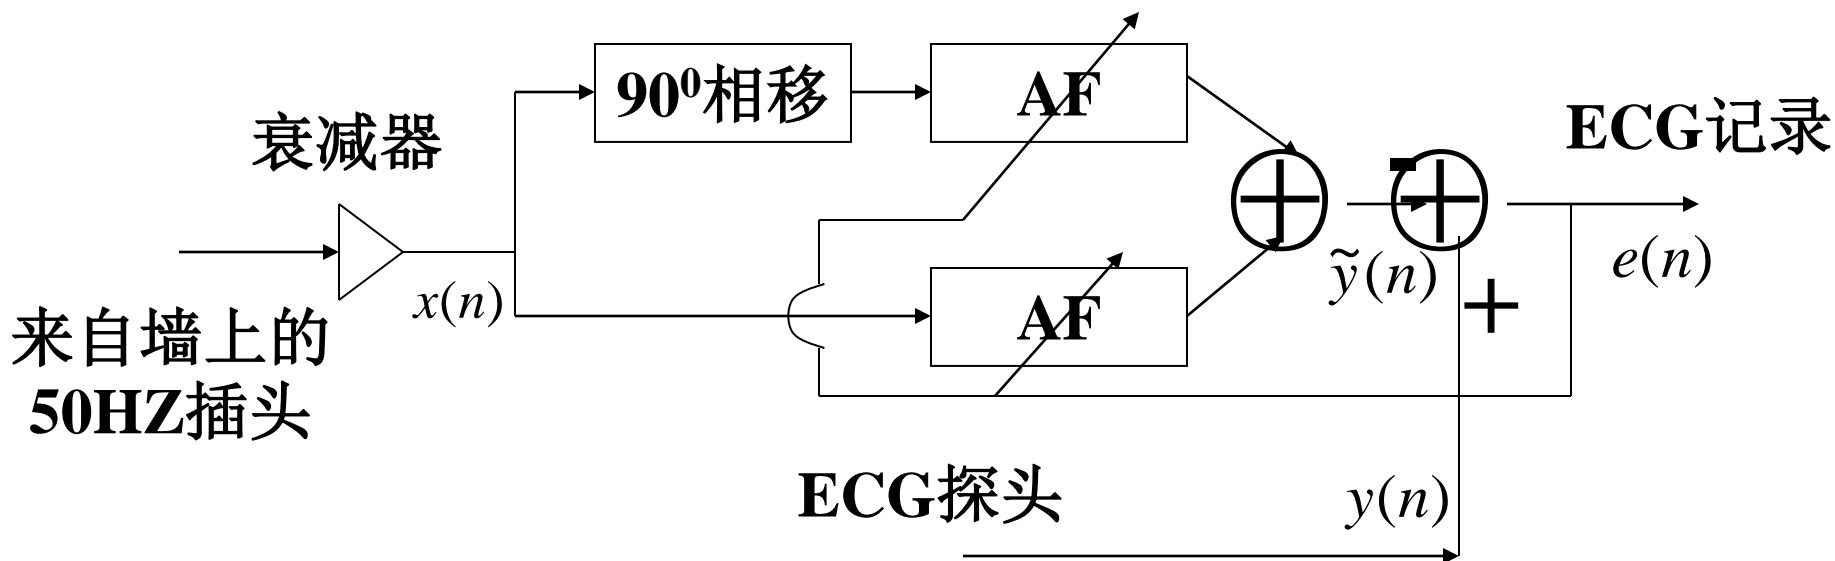 90⁰相移
AF
衰减器
ECG记录
-
x(n)
AF
ỹ(n)
+
e(n)
来自墙上的
50HZ插头
ECG探头
y(n)